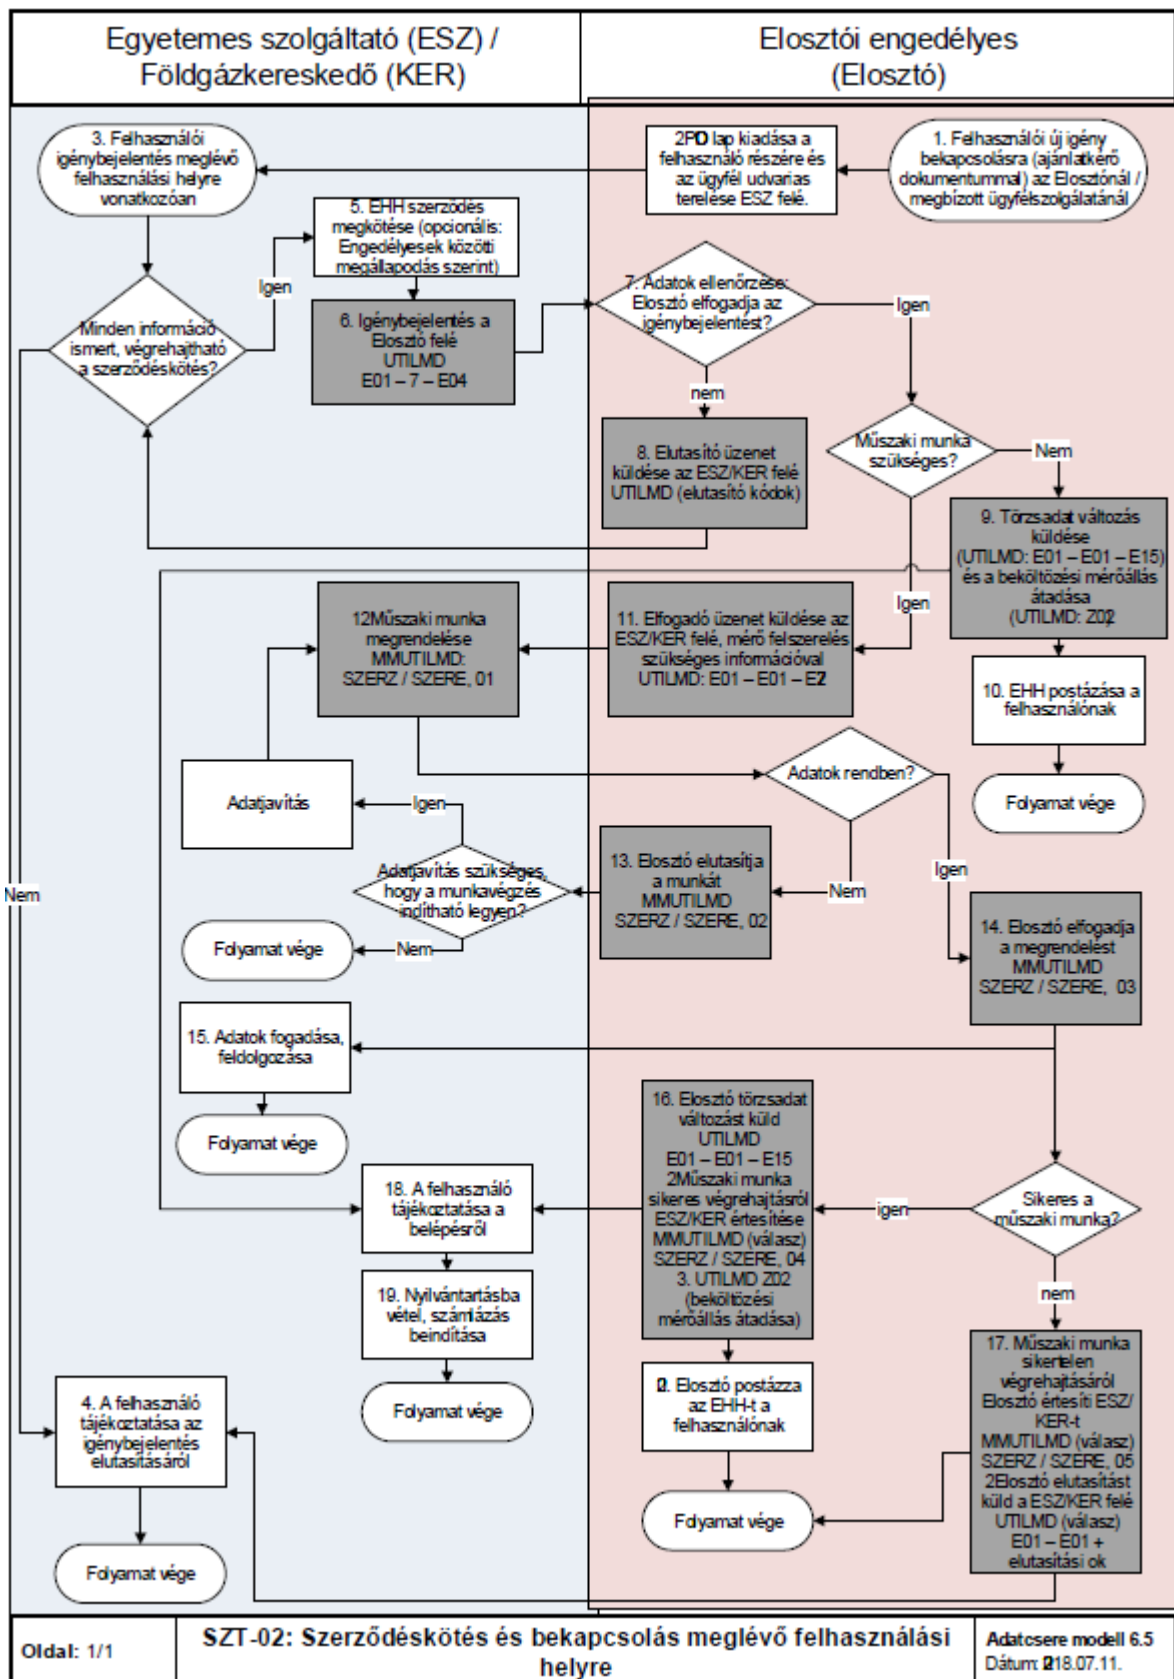 Egyetemes szolgáltató (ESZ) /
Földgázkereskedő (KER)
Elosztói engedélyes
(Elosztó)
3. Felhasználói
igénybejelentés meglévő
felhasználási helyre
vonatkozóan
2PO lap kiadása a
felhasználó részére és
az ügyfél udvarias
terelése ESZ felé.
1. Felhasználói új igény
bekapcsolásra (ajánlatkérő
dokumentummal) az Elosztónál /
megbízott ügyfélszolgálatánál
5. EHH szerződés
megkötése (opcionális:
Engedélyesek közötti
megállapodás szerint)
Igen
7. Adatok ellenőrzése:
Elosztó elfogadja az
igénybejelentést?
Igen
Minden információ
ismert, végrehajtható
a szerződéskötés?
6. Igénybejelentés a
Elosztó felé
UTILMD
E01 – 7 – E04
nem
8. Elutasító üzenet
küldése az ESZ/KER felé
UTILMD (elutasító kódok)
Műszaki munka
szükséges?
Nem
9. Törzsadat változás
küldése
(UTILMD: E01 – E01 – E15)
és a beköltözési mérőállás
átadása
(UTILMD: Z02)
Igen
12Műszaki munka
megrendelése
MMUTILMD:
SZERZ / SZERE, 01
11. Elfogadó üzenet küldése az
ESZ/KER felé, mérő felszerelés
szükséges információval
UTILMD: E01 – E01 –
10. EHH postázása a
felhasználónak
Adatok rendben?
Folyamat vége
Adatjavítás
Igen
Adatjavítás szükséges,
hogy a munkavégzés
indítható legyen?
13. Elosztó elutasítja
a munkát
MMUTILMD
SZERZ / SZERE, 02
Nem
Igen
Nem
Folyamat vége
Nem
14. Elosztó elfogadja
a megrendelést
MMUTILMD
SZERZ / SZERE, 03
15. Adatok fogadása,
feldolgozása
Folyamat vége
16. Elosztó törzsadat
változást küld
UTILMD
E01 – E01 – E15
2Műszaki munka
sikeres végrehajtásról
ESZ/KER értesítése
MMUTILMD (válasz)
SZERZ / SZERE, 04
3. UTILMD Z02
(beköltözési
mérőállás átadása)
18. A felhasználó
tájékoztatása a
belépésről
igen
Sikeres a
műszaki munka?
19. Nyilvántartásba
vétel, számlázás
beindítása
nem
Folyamat vége
Elosztó postázza
az EHH-t a
felhasználónak
17. Műszaki munka
sikertelen
végrehajtásáról
Elosztó értesíti ESZ/
KER-t
MMUTILMD (válasz)
SZERZ / SZERE, 05
2Elosztó elutasítást
küld a ESZ/KER felé
UTILMD (válasz)
E01 – E01 +
elutasítási ok
4. A felhasználó
tájékoztatása az
igénybejelentés
elutasításáról
Folyamat vége
Folyamat vége
Oldal: 1/1
SZT-02: Szerződéskötés és bekapcsolás meglévő felhasználási
helyre
Adatcsere modell 6.5
Dátum: